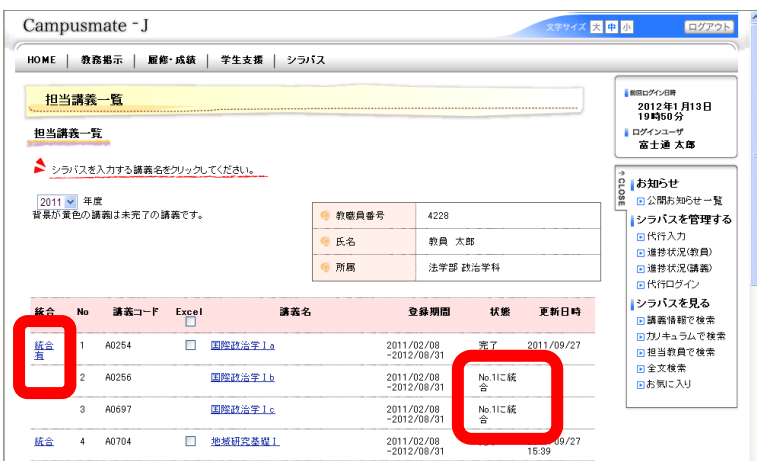 Campusmate-J
文字サイズ 大 中 小 ログアウト
HOME | 教務掲示 | 履修・成績 | 学生支援 | シラバス
担当講義一覧
担当講義一覧
シラバスを入力する講義名をクリックしてください。
2011 年度
背景が黄色の講義は未完了の講義です。
教職員番号 4228
氏名 教員 太郎
所属 法学部 政治学科
統合 No 講義コード Excel 講義名 登録期間 状態 更新日時
統合有 1 A0254 国際政治学Ⅰa 2011/02/08 -2012/08/31 完了 2011/09/27
2 A0256 国際政治学Ⅰb 2011/02/08 -2012/08/31 No.1に統合
3 A0697 国際政治学Ⅰc 2011/02/08 -2012/08/31 No.1に統合
統合 4 A0704 地域研究基礎Ⅰ 2011/02/08 -2012/08/31 09/27 15:39
前回ログイン日時
2012年1月13日
19時50分
ログインユーザ
富士通 太郎
CLOSE
お知らせ
公開お知らせ一覧
シラバスを管理する
代行入力
進捗状況(教員)
進捗状況(講義)
代行ログイン
シラバスを見る
講義情報で検索
カリキュラムで検索
担当教員で検索
全文検索
お気に入り